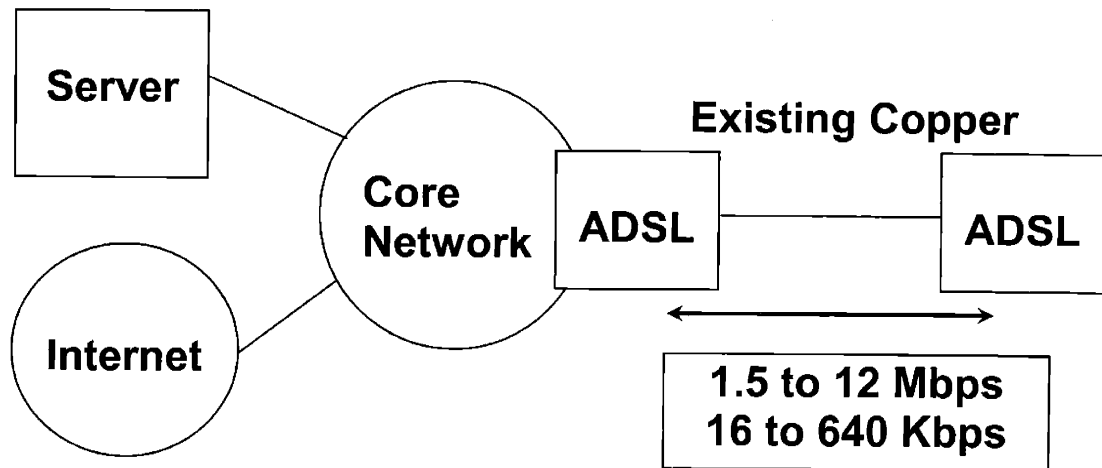 Server
Existing Copper
Core
Network
ADSL
ADSL
Internet
1.5 to 12 Mbps
16 to 640 Kbps